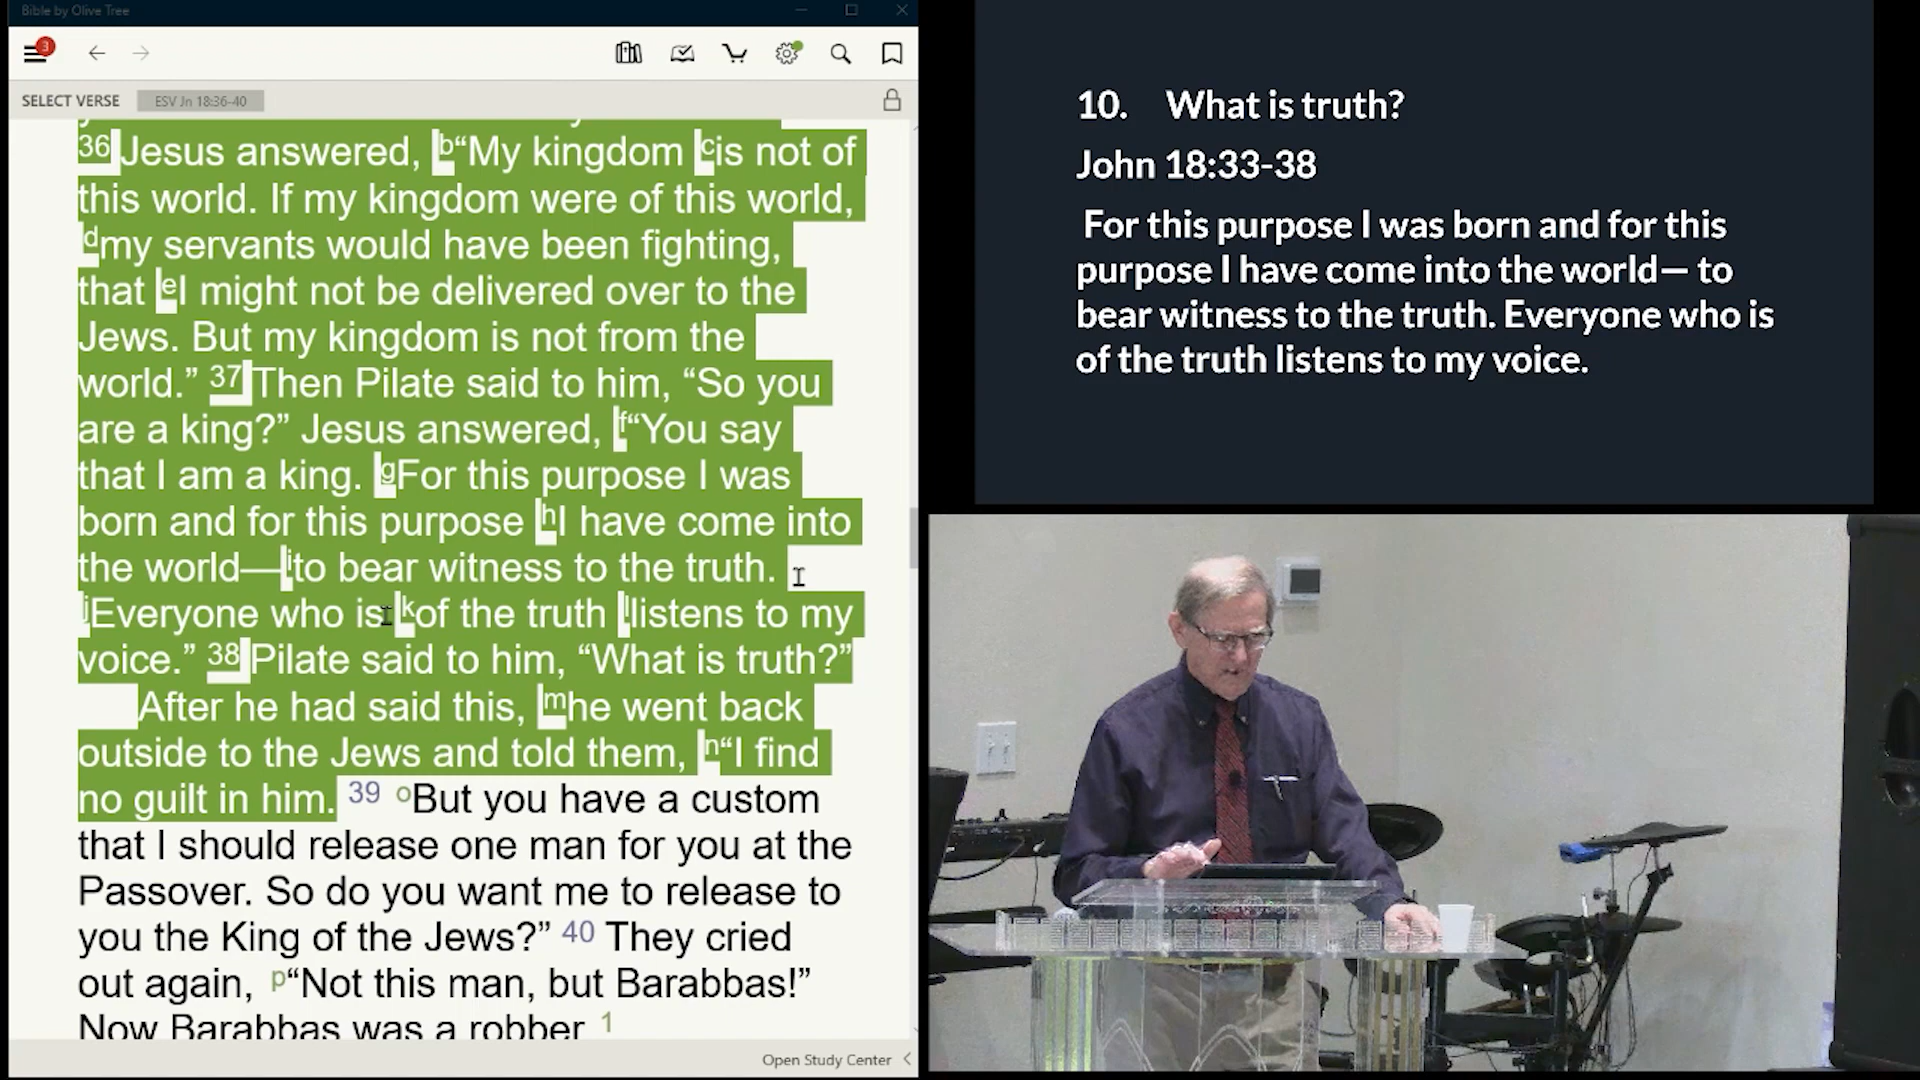 Bible by Olive Tree
3
SELECT VERSE ESV Jn 18:36-40
36 Jesus answered, b“My kingdom cis not of
this world. If my kingdom were of this world,
dmy servants would have been fighting,
that eI might not be delivered over to the
Jews. But my kingdom is not from the
world.” 37 Then Pilate said to him, “So you
are a king?” Jesus answered, f“You say
that I am a king. gFor this purpose I was
born and for this purpose hI have come into
the world—ito bear witness to the truth.
jEveryone who is kof the truth llistens to my
voice.” 38 Pilate said to him, “What is truth?”
After he had said this, mhe went back
outside to the Jews and told them, n“I find
no guilt in him. 39 oBut you have a custom
that I should release one man for you at the
Passover. So do you want me to release to
you the King of the Jews?” 40 They cried
out again, p“Not this man, but Barabbas!”
Now Barabbas was a robber. 1
Open Study Center
10. What is truth?
John 18:33-38
For this purpose I was born and for this
purpose I have come into the world— to
bear witness to the truth. Everyone who is
of the truth listens to my voice.